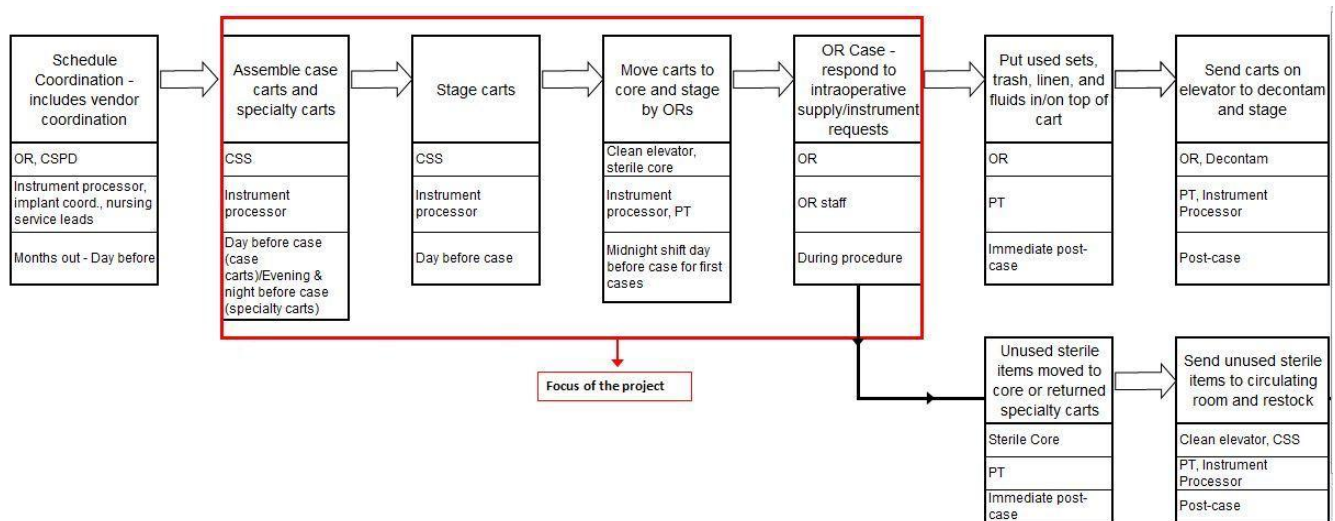 Schedule
Coordination -
includes vendor
coordination
OR, CSPD
Instrument processor,
implant coord., nursing
service leads
Months out - Day before
Assemble case
carts and
specialty carts
CSS
Instrument
processor
Day before case
(case
carts)/Evening &
night before case
(specialty carts)
Stage carts
CSS
Instrument
processor
Day before case
Move carts to
core and stage
by ORs
Clean elevator,
sterile core
Instrument
processor, PT
Midnight shift day
before case for first
cases
OR Case -
respond to
intraoperative
supply/instrument
requests
OR
OR staff
During procedure
Put used sets,
trash, linen, and
fluids in/on top of
cart
OR
PT
Immediate post-
case
Send carts on
elevator to decontam
and stage
OR, Decontam
PT, Instrument
Processor
Post-case
Focus of the project
Unused sterile
items moved to
core or returned
specialty carts
Sterile Core
PT
Immediate post-
case
Send unused sterile
items to circulating
room and restock
Clean elevator, CSS
PT, Instrument
Processor
Post-case